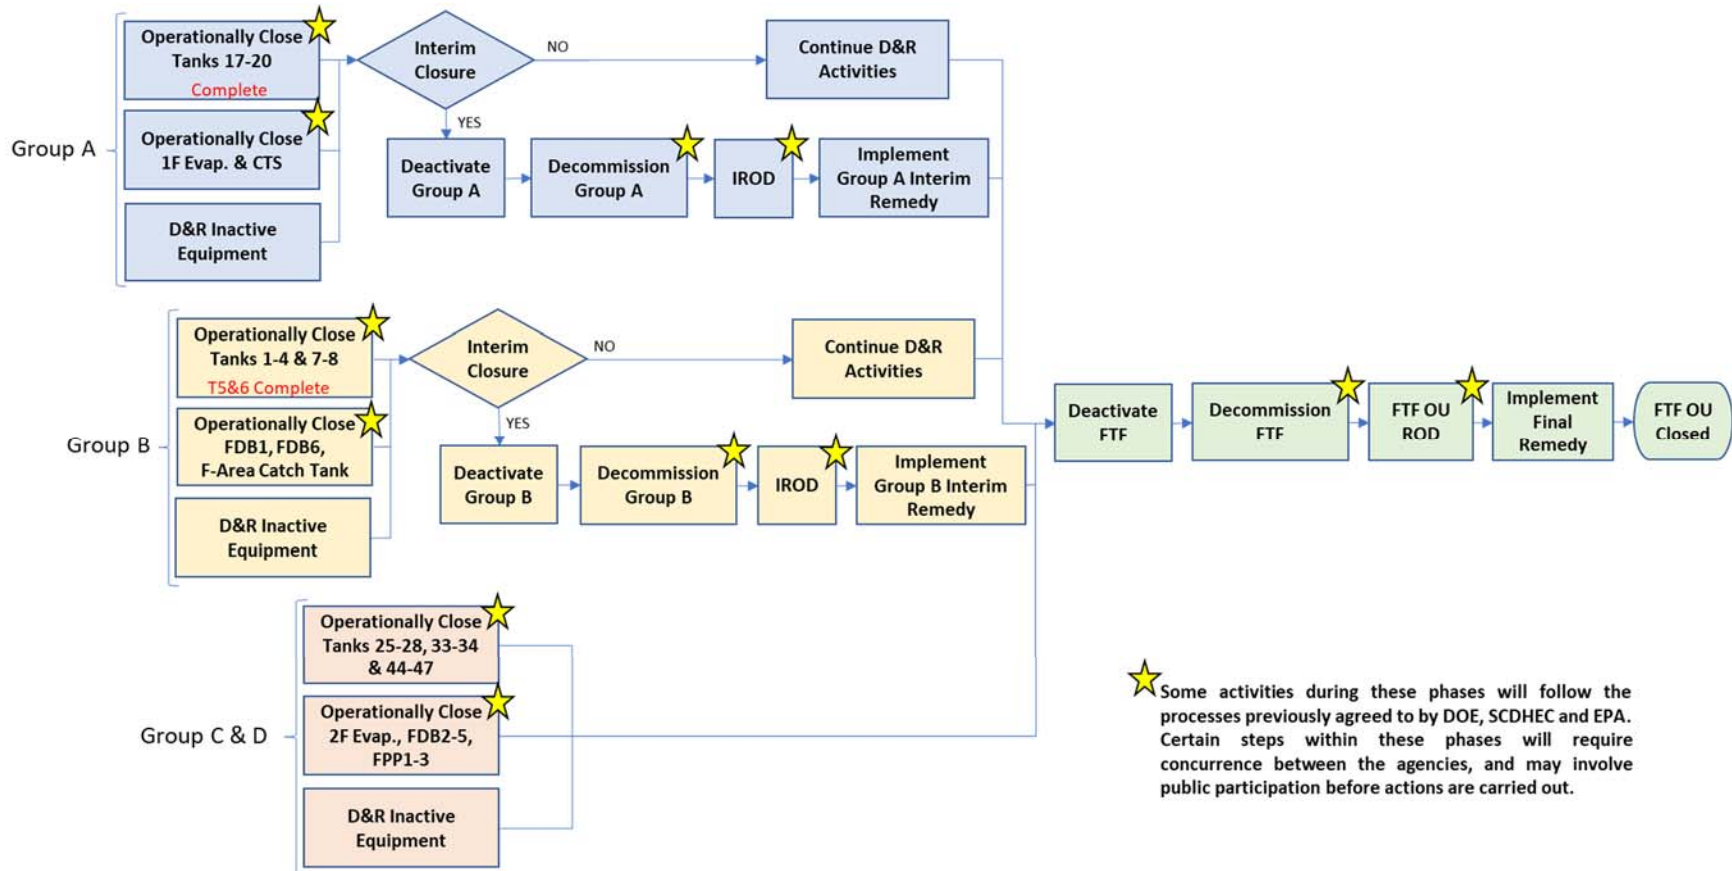 Group A
Operationally Close
Tanks 17-20
Complete
Operationally Close
1F Evap. & CTS
D&R Inactive
Equipment
Interim
Closure
NO
YES
Continue D&R
Activities
Deactivate
Group A
Decommission
Group A
IROD
Implement
Group A Interim
Remedy
Group B
Operationally Close
Tanks 1-4 & 7-8
T5&6 Complete
Operationally Close
FDB1, FDB6,
F-Area Catch Tank
D&R Inactive
Equipment
Interim
Closure
NO
YES
Continue D&R
Activities
Deactivate
Group B
Decommission
Group B
IROD
Implement
Group B Interim
Remedy
Group C & D
Operationally Close
Tanks 25-28, 33-34
& 44-47
Operationally Close
2F Evap., FDB2-5,
FPP1-3
D&R Inactive
Equipment
Deactivate
FTF
Decommission
FTF
FTF OU
ROD
Implement
Final
Remedy
FTF OU
Closed
Some activities during these phases will follow the
processes previously agreed to by DOE, SCDHEC and EPA.
Certain steps within these phases will require
concurrence between the agencies, and may involve
public participation before actions are carried out.